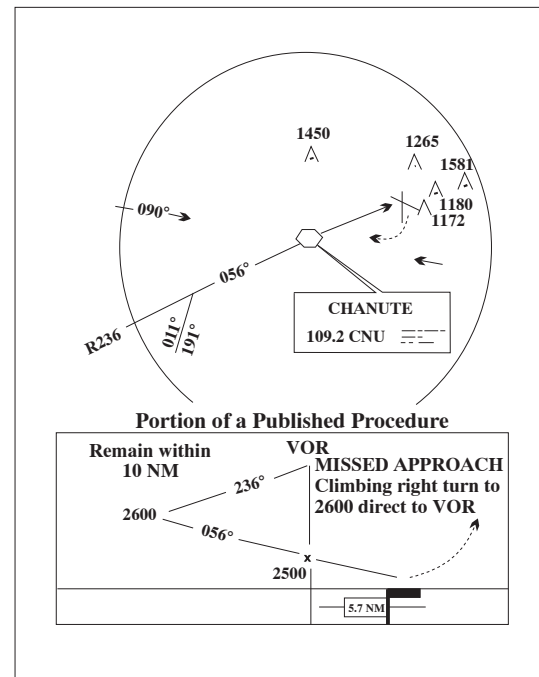 1450
1265
1581
1180
1172
090°
056°
R236
011°
191°
CHANUTE
109.2 CNU
Portion of a Published Procedure
Remain within
10 NM
VOR
MISSED APPROACH
Climbing right turn to
2600 direct to VOR
236°
2600
056°
2500
x
5.7 NM